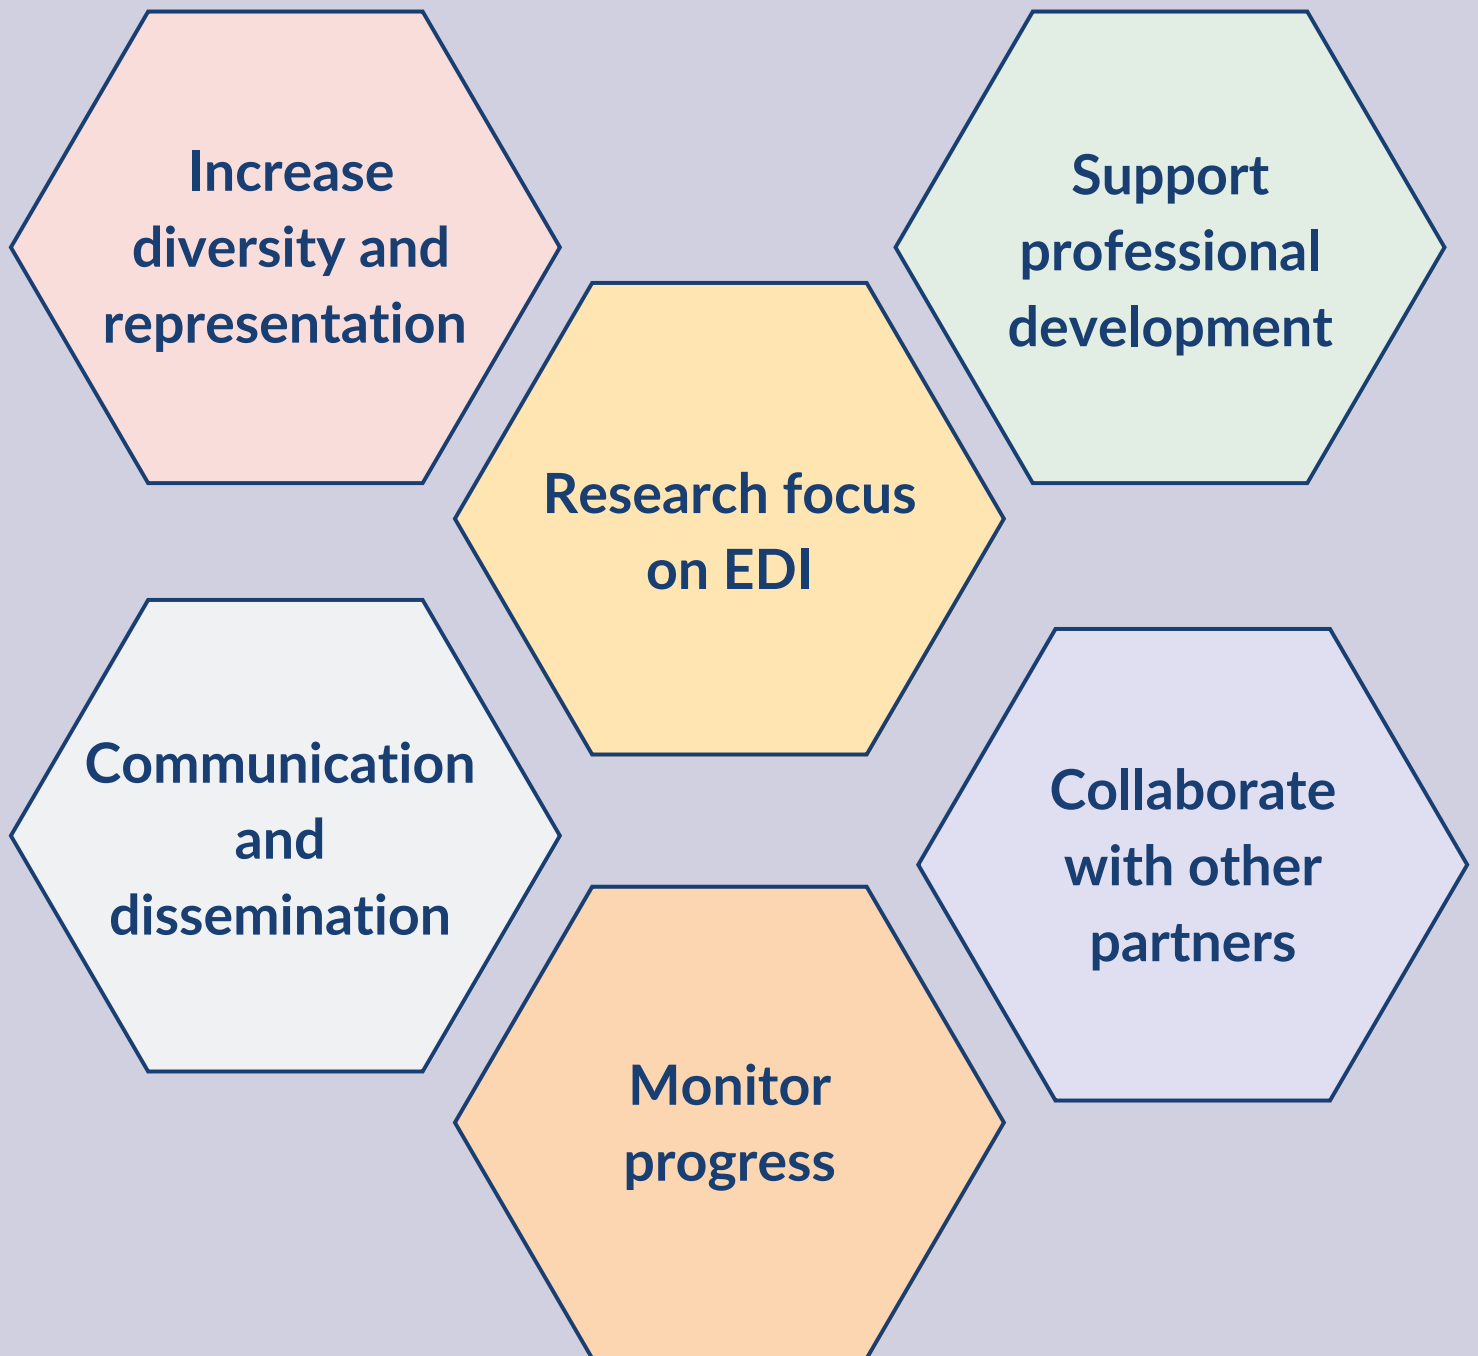 Increase
diversity and
representation
Support
professional
development
Research focus
on EDI
Communication
and
dissemination
Collaborate
with other
partners
Monitor
progress